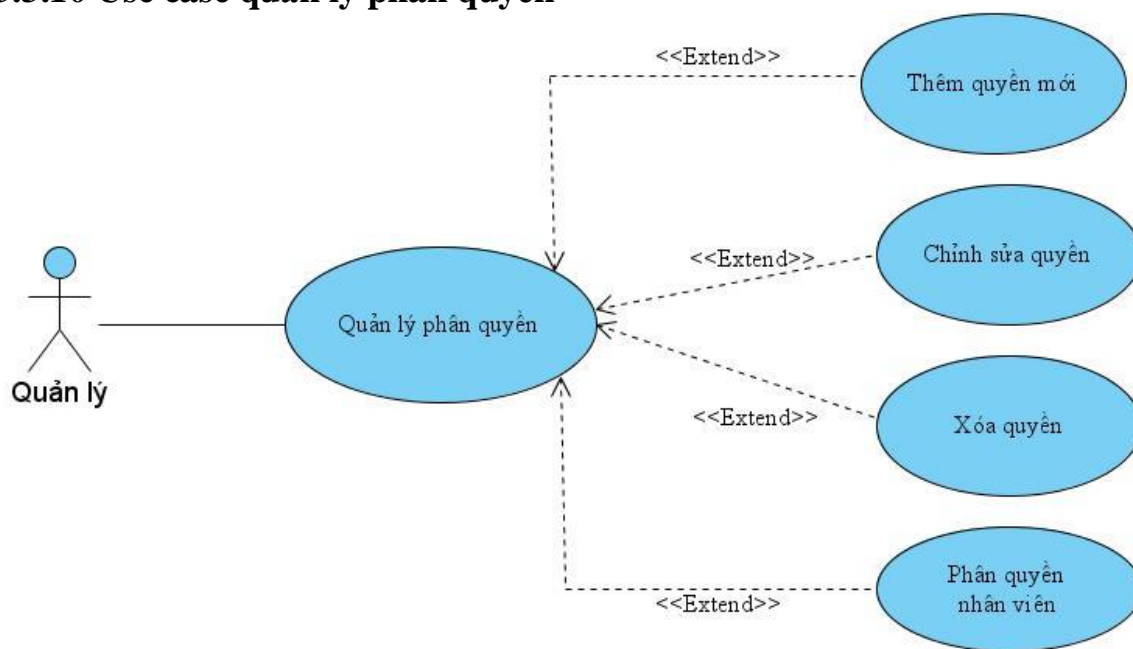 Use case quản lý phân quyền
<<Extend>>
Thêm quyền mới
<<Extend>>
Chỉnh sửa quyền
Quản lý phân quyền
Quản lý
<<Extend>>
Xóa quyền
<<Extend>>
Phân quyền
nhân viên